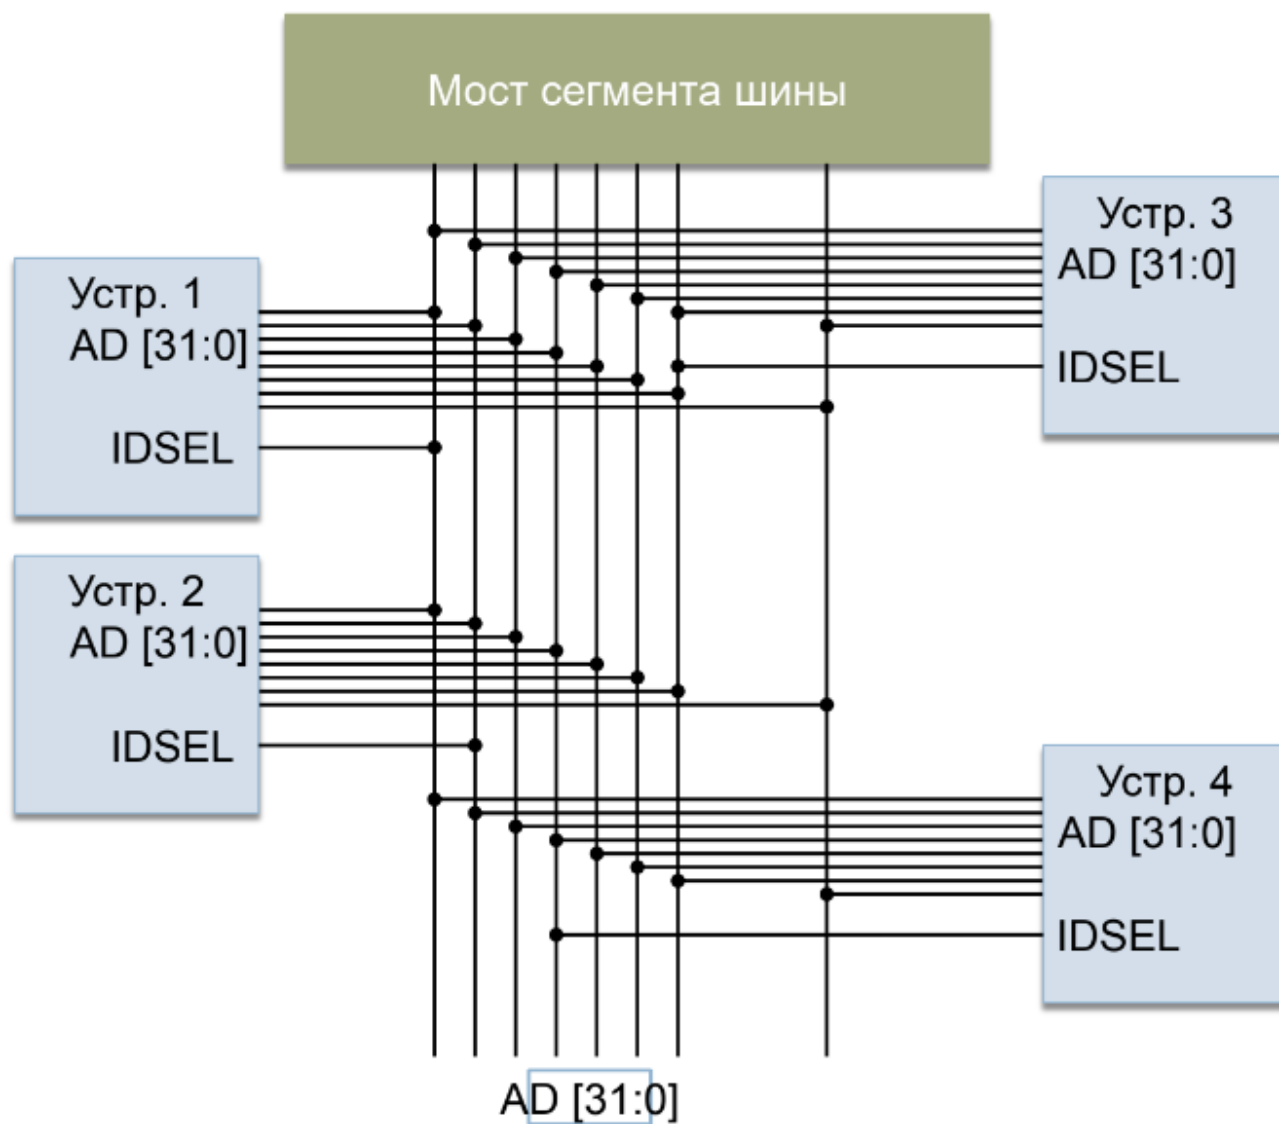 Мост сегмента шины
Устр. 1
AD [31:0]
IDSEL
Устр. 2
AD [31:0]
IDSEL
Устр. 3
AD [31:0]
IDSEL
Устр. 4
AD [31:0]
IDSEL
AD [31:0]